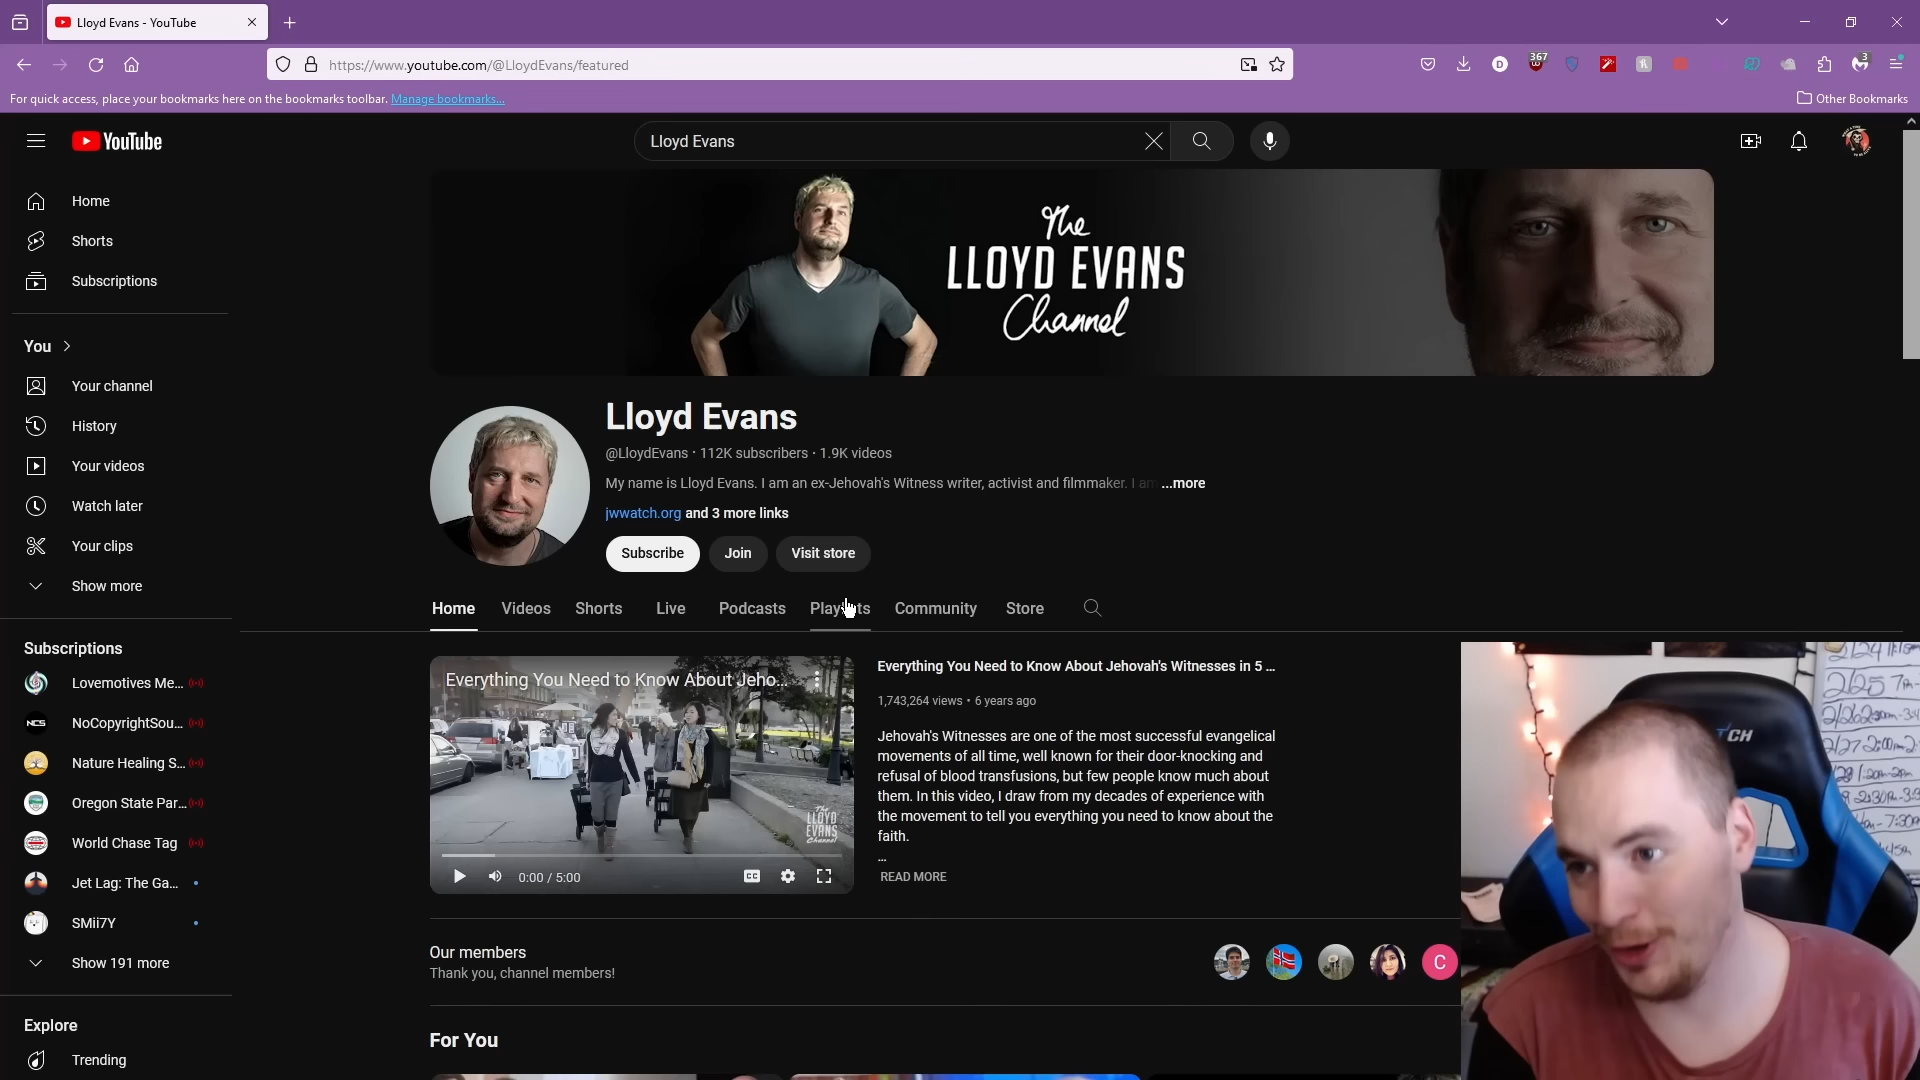 Lloyd Evans - YouTube
https://www.youtube.com/@LloydEvans/featured
367
D
3
For quick access, place your bookmarks here on the bookmarks toolbar. Manage bookmarks...
Other Bookmarks
YouTube
Lloyd Evans
Home
Shorts
Subscriptions
You
Your channel
History
Your videos
Watch later
Your clips
Show more
Subscriptions
Lovemotives Me...
NCS
NoCopyrightSou...
Nature Healing S...
Oregon State Par...
World Chase Tag
Jet Lag: The Ga...
SMii7Y
Show 191 more
Explore
Trending
The
LLOYD EVANS
Channel
Lloyd Evans
@LloydEvans · 112K subscribers · 1.9K videos
My name is Lloyd Evans. I am an ex-Jehovah's Witness writer, activist and filmmaker. I am ...more
jwwatch.org and 3 more links
Subscribe
Join
Visit store
Home
Videos
Shorts
Live
Podcasts
Playlists
Community
Store
Everything You Need to Know About Jeho...
The
LLOYD
EVANS
Channel
0:00 / 5:00
CC
Everything You Need to Know About Jehovah's Witnesses in 5 ...
1,743,264 views · 6 years ago
Jehovah's Witnesses are one of the most successful evangelical
movements of all time, well known for their door-knocking and
refusal of blood transfusions, but few people know much about
them. In this video, I draw from my decades of experience with
the movement to tell you everything you need to know about the
faith.
...
READ MORE
Our members
Thank you, channel members!
C
For You